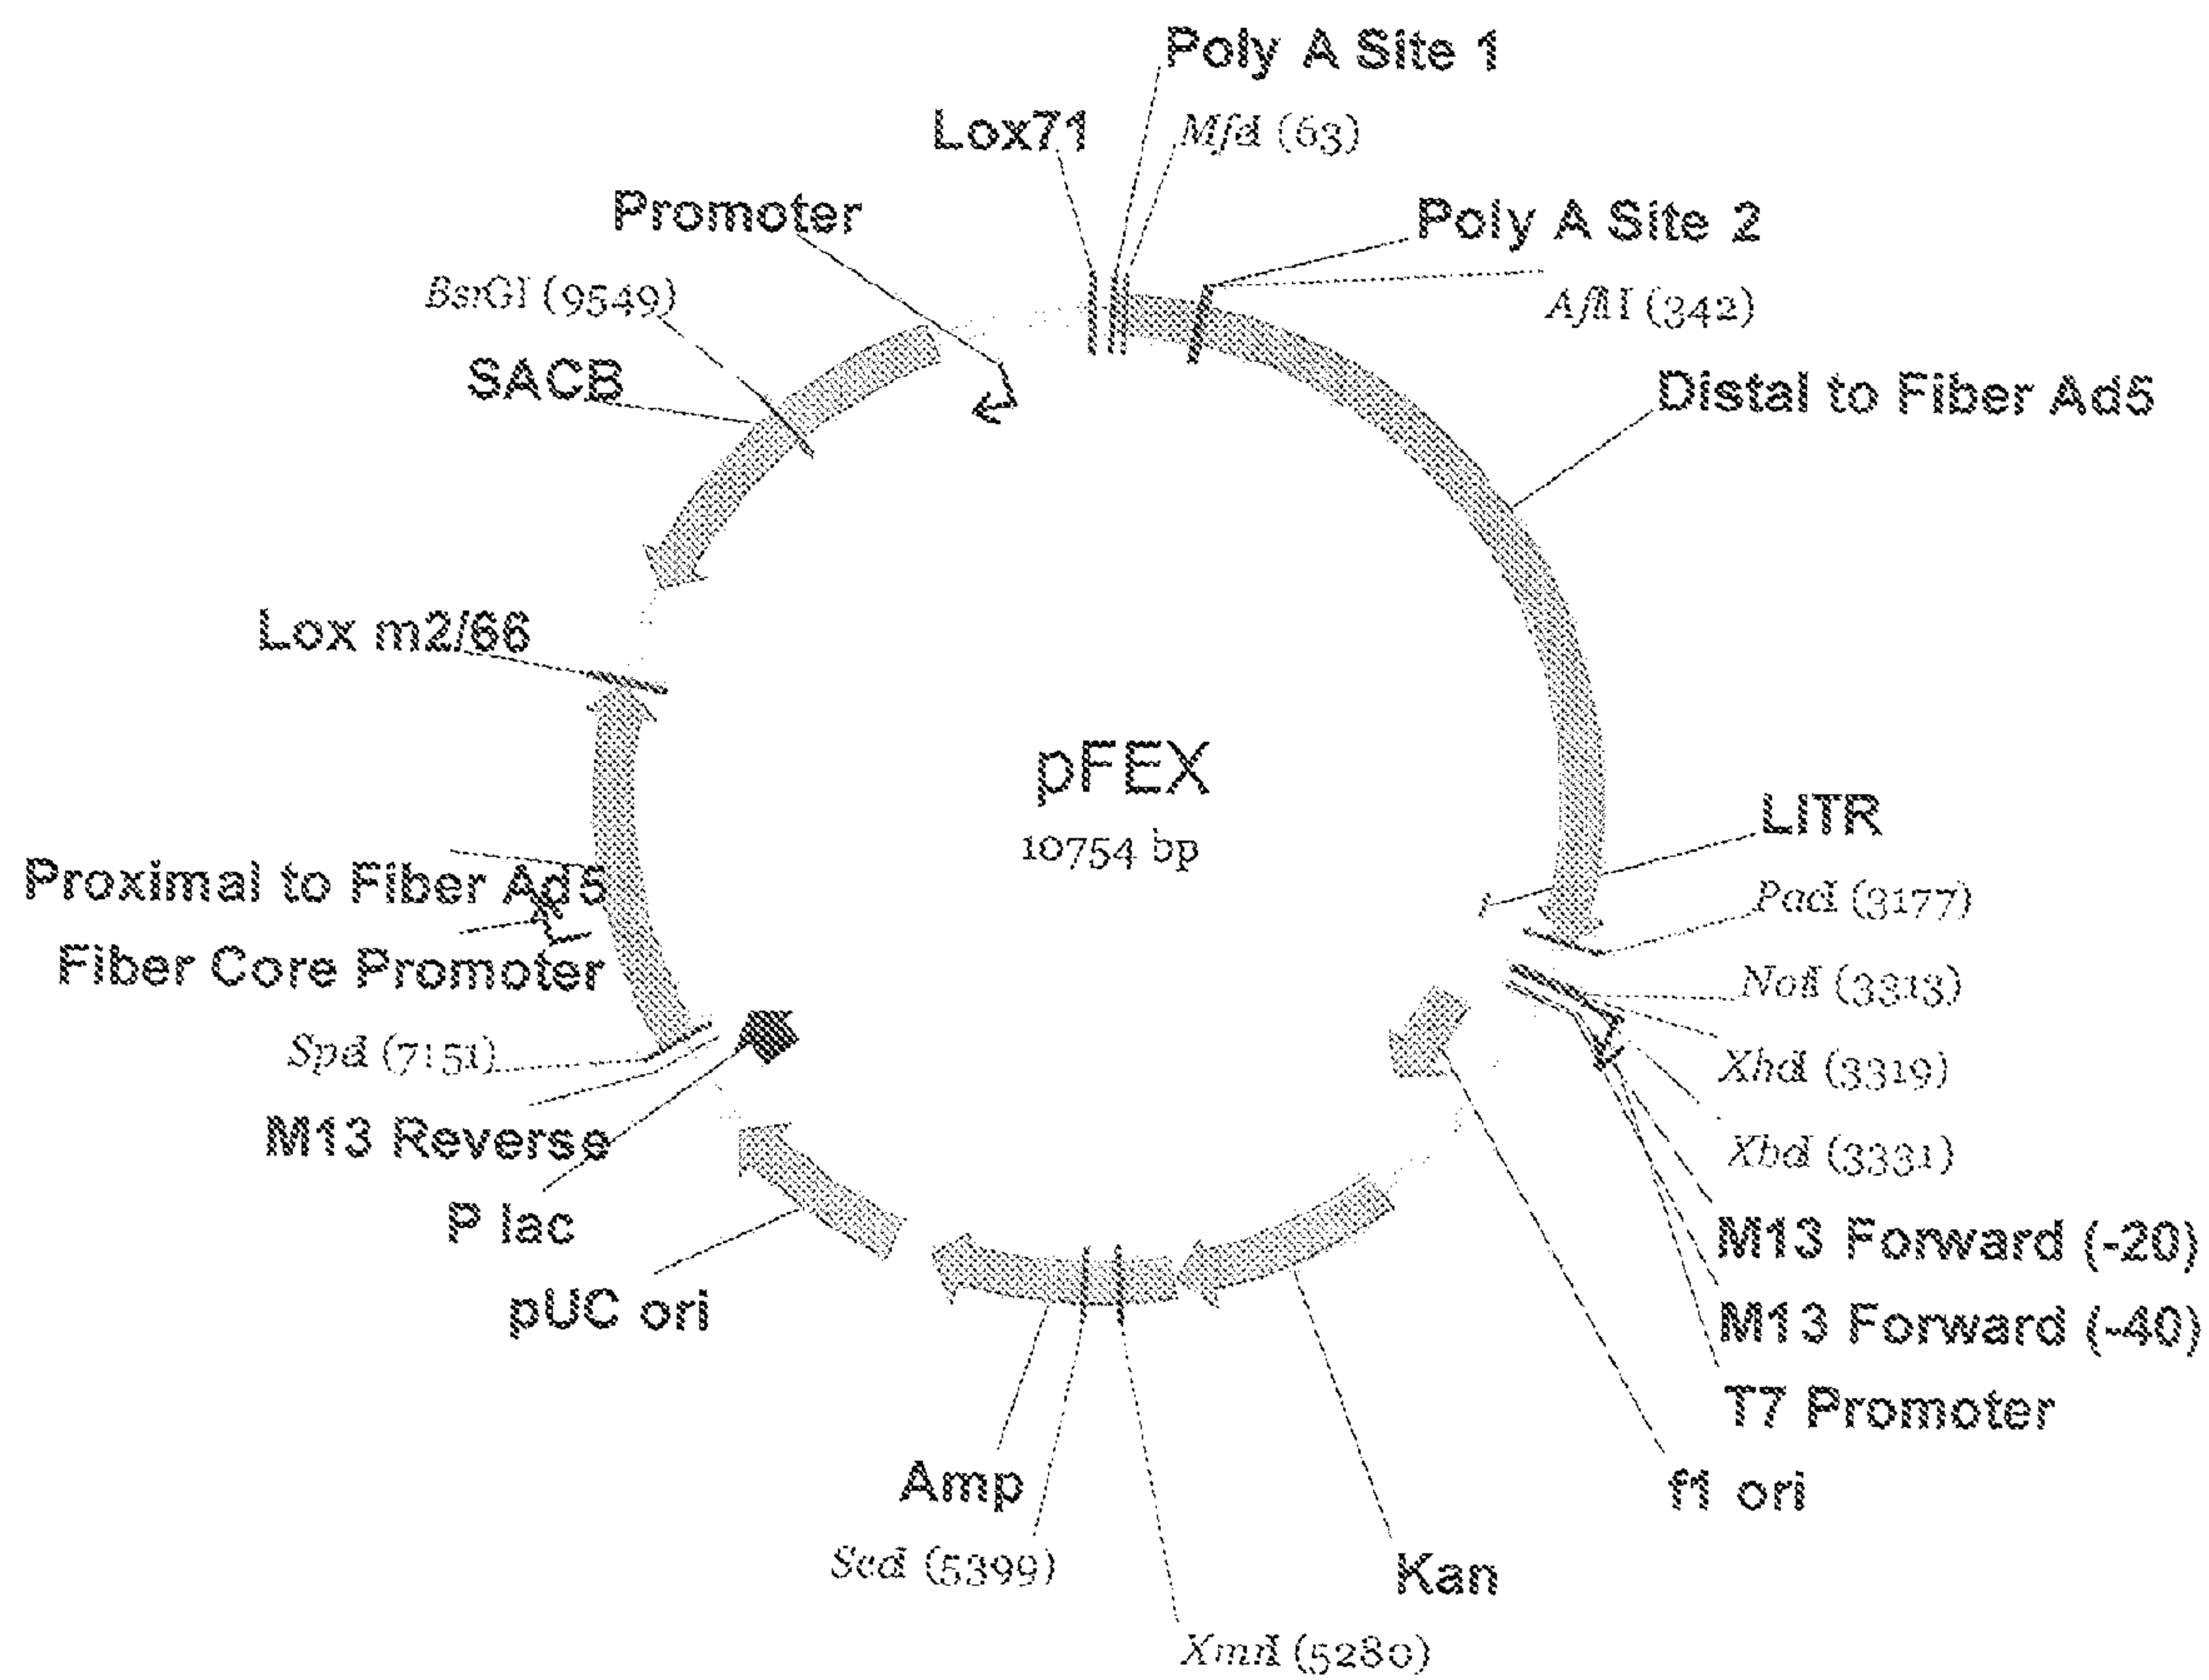 Poly A Site 1
Lox71
MfeI (63)
Promoter
Poly A Site 2
BsrGI (9549)
AflII (342)
SACB
Distal to Fiber Ad5
Lox m2/66
pFEX
10754 bp
LITR
Proximal to Fiber Ad5
PacI (3177)
Fiber Core Promoter
NotI (3313)
SpeI (7151)
XhoI (3319)
M13 Reverse
XbaI (3331)
P lac
M13 Forward (-20)
pUC ori
M13 Forward (-40)
T7 Promoter
Amp
f1 ori
ScaI (5399)
Kan
XmnI (5280)